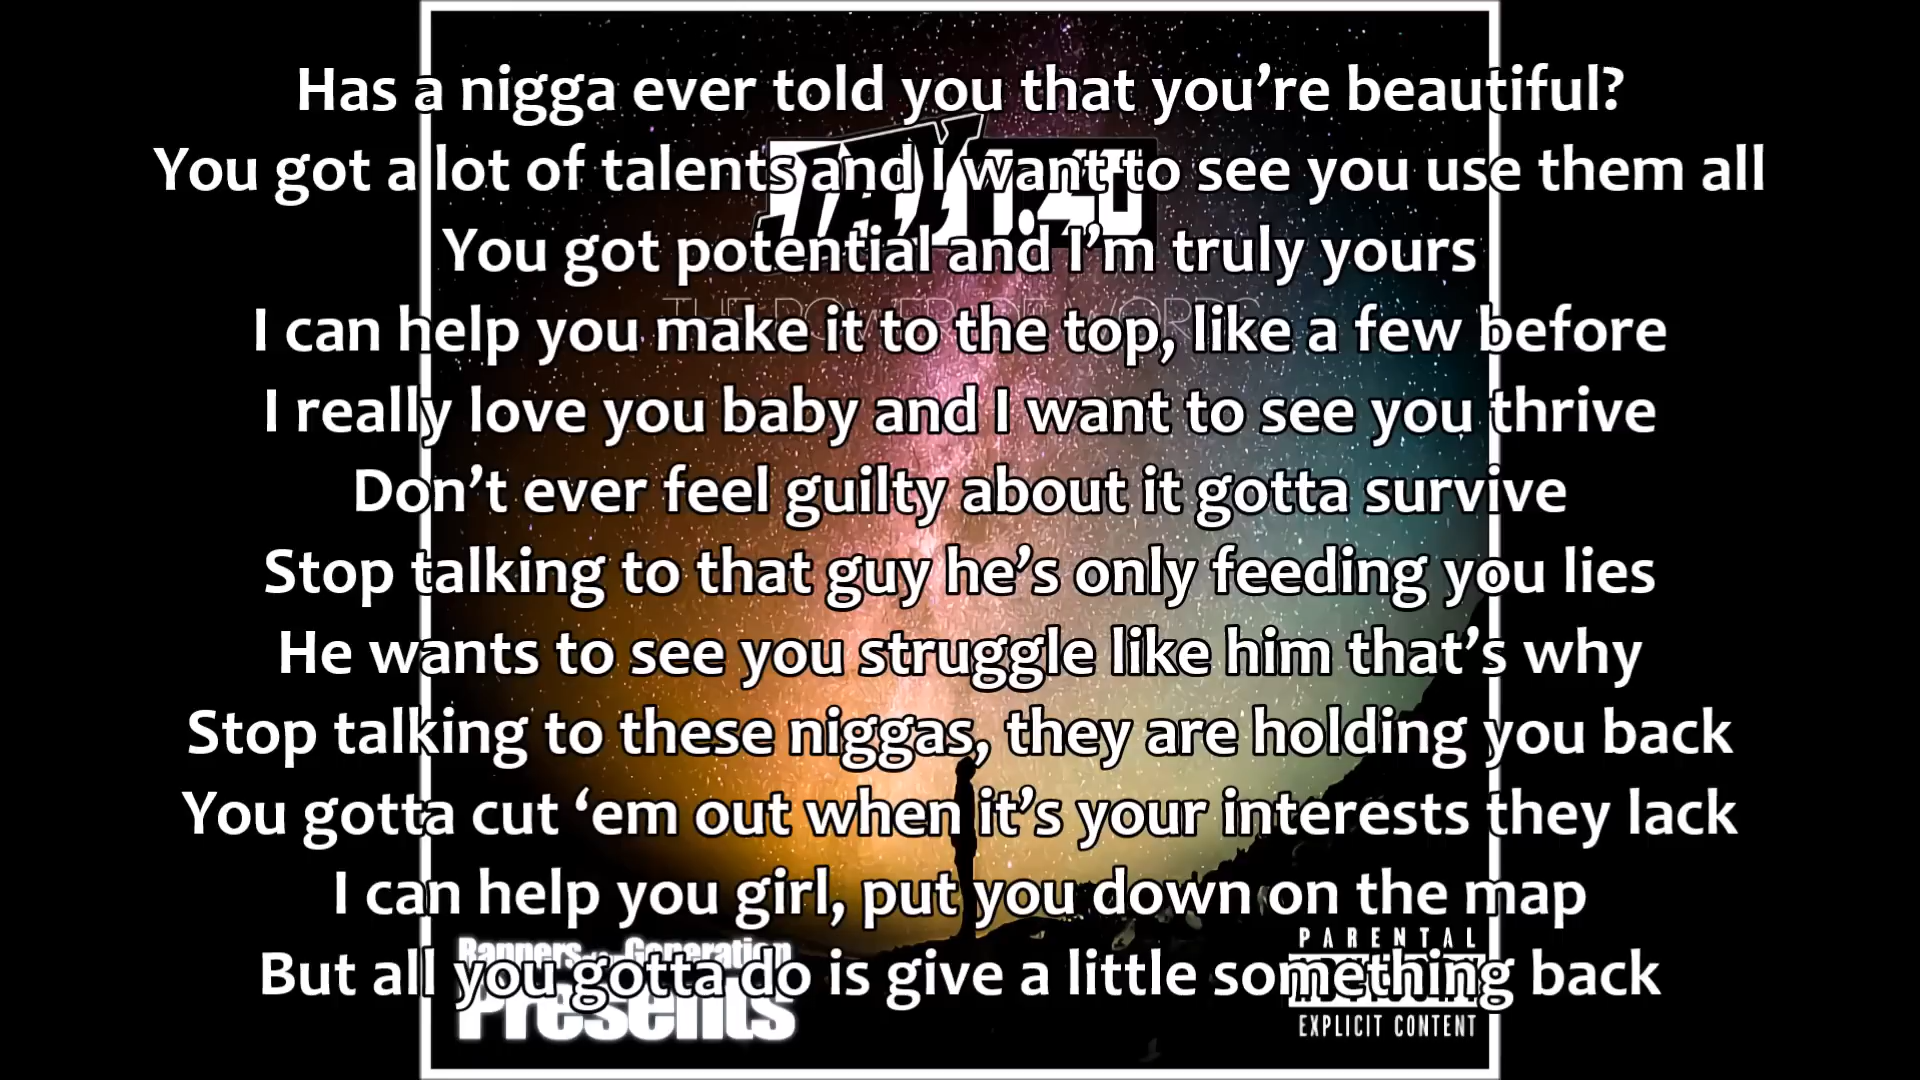 Has a nigga ever told you that you’re beautiful?
You got a lot of talents and I want to see you use them all
You got potential and I’m truly yours
THE POWER OF WORDS
I can help you make it to the top, like a few before
I really love you baby and I want to see you thrive
Don’t ever feel guilty about it gotta survive
Stop talking to that guy he’s only feeding you lies
He wants to see you struggle like him that’s why
Stop talking to these niggas, they are holding you back
You gotta cut ‘em out when it’s your interests they lack
I can help you girl, put you down on the map
But all you gotta do is give a little something back
Generation
Presents
PARENTAL
ADVISORY
EXPLICIT CONTENT